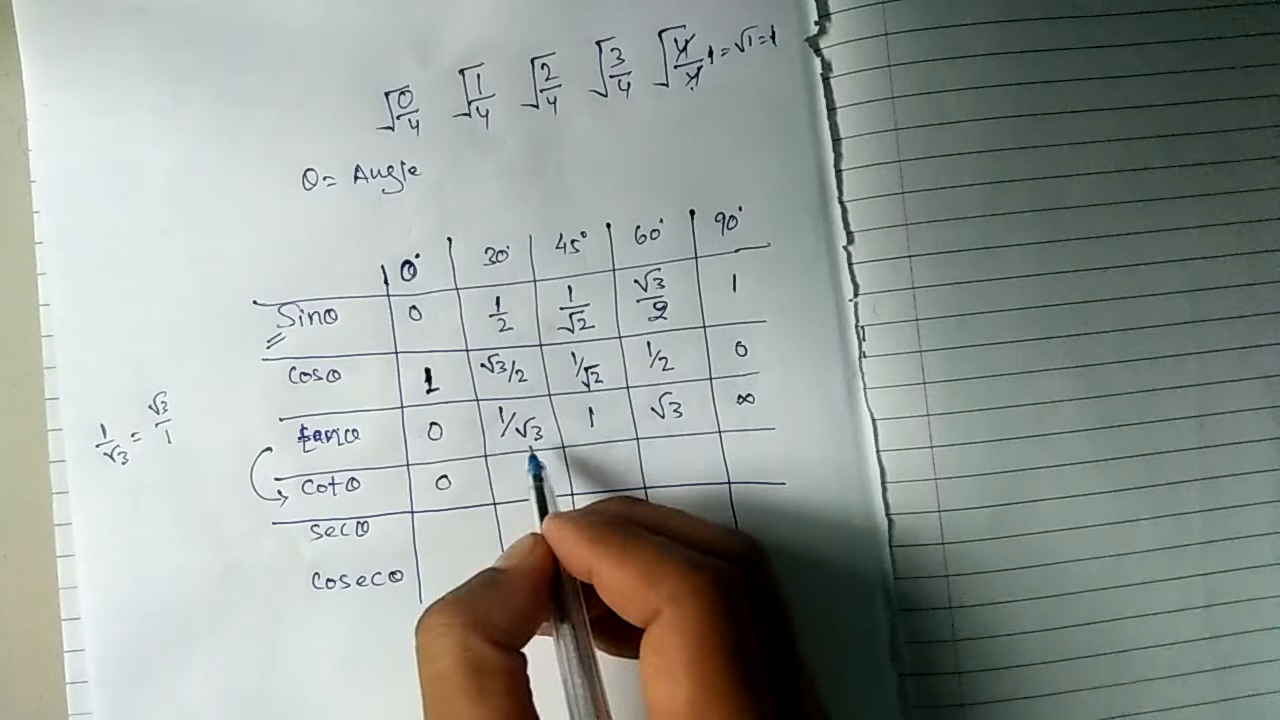 √0/4 √1/4 √2/4 √3/4 √4/4 1 = √1 = 1
θ = Angle
0° 30° 45° 60° 90°
Sinθ 0 1/2 1/√2 √3/2 1
cosθ 1 √3/2 1/√2 1/2 0
tanθ 0 1/√3 1 √3 ∞
1/√3 = √3/1
cotθ 0
secθ
cosecθ